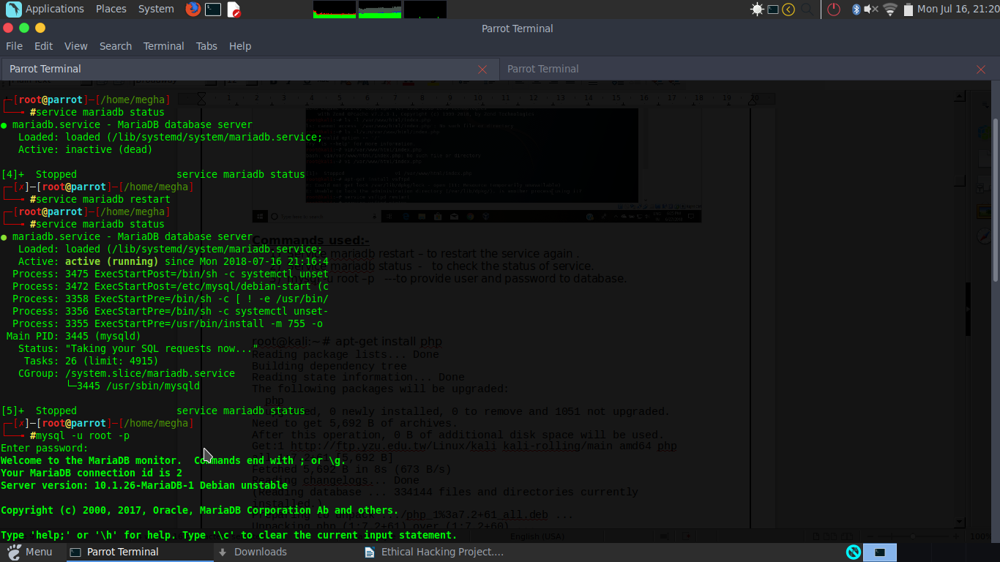 Applications Places System
Mon Jul 16, 21:20
Parrot Terminal
File Edit View Search Terminal Tabs Help
Parrot Terminal
Parrot Terminal
[root@parrot]─[/home/megha]
#service mariadb status
● mariadb.service - MariaDB database server
Loaded: loaded (/lib/systemd/system/mariadb.service;
Active: inactive (dead)
[4]+ Stopped service mariadb status
[✗]─[root@parrot]─[/home/megha]
#service mariadb restart
[root@parrot]─[/home/megha]
#service mariadb status
● mariadb.service - MariaDB database server
Loaded: loaded (/lib/systemd/system/mariadb.service;
Active: active (running) since Mon 2018-07-16 21:16:4
Process: 3475 ExecStartPost=/bin/sh -c systemctl unset
Process: 3472 ExecStartPost=/etc/mysql/debian-start (c
Process: 3358 ExecStartPre=/bin/sh -c [ ! -e /usr/bin/
Process: 3356 ExecStartPre=/bin/sh -c systemctl unset-
Process: 3355 ExecStartPre=/usr/bin/install -m 755 -o
Main PID: 3445 (mysqld)
Status: "Taking your SQL requests now..."
Tasks: 26 (limit: 4915)
CGroup: /system.slice/mariadb.service
└─3445 /usr/sbin/mysqld
[5]+ Stopped service mariadb status
[✗]─[root@parrot]─[/home/megha]
#mysql -u root -p
Enter password:
Welcome to the MariaDB monitor. Commands end with ; or \g.
Your MariaDB connection id is 2
Server version: 10.1.26-MariaDB-1 Debian unstable
Copyright (c) 2000, 2017, Oracle, MariaDB Corporation Ab and others.
Type 'help;' or '\h' for help. Type '\c' to clear the current input statement.
Commands used:-
mariadb restart – to restart the service again .
mariadb status - to check the status of service.
root –p ---to provide user and password to database.
root@kali:~# apt-get install php
Reading package lists... Done
Building dependency tree
Reading state information... Done
The following packages will be upgraded:
php
0 newly installed, 0 to remove and 1051 not upgraded.
Need to get 5,692 B of archives.
After this operation, 0 B of additional disk space will be used.
Get:1 http://ftp.yzu.edu.tw/Linux/kali kali-rolling/main amd64 php
all 1:7.2+61 [5,692 B]
Fetched 5,692 B in 8s (673 B/s)
Reading changelogs... Done
(Reading database ... 334144 files and directories currently
installed.)
Preparing to unpack .../php_1%3a7.2+61_all.deb ...
Unpacking php (1:7.2+61) over (1:7.2+60)
English (USA)
100%
Menu Parrot Terminal Downloads Ethical Hacking Project....